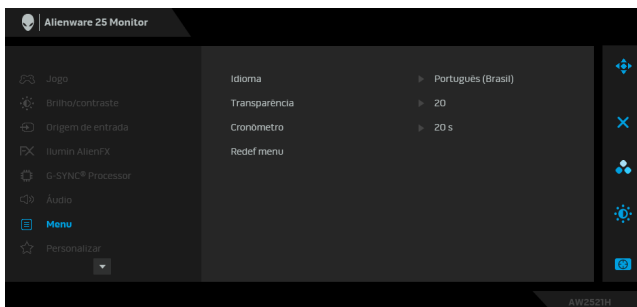 Alienware 25 Monitor
Jogo
Brilho/contraste
Origem de entrada
FX Ilumin AlienFX
G-SYNC® Processor
Áudio
Menu
Personalizar
Idioma Português (Brasil)
Transparência 20
Cronômetro 20 s
Redef menu
AW2521H